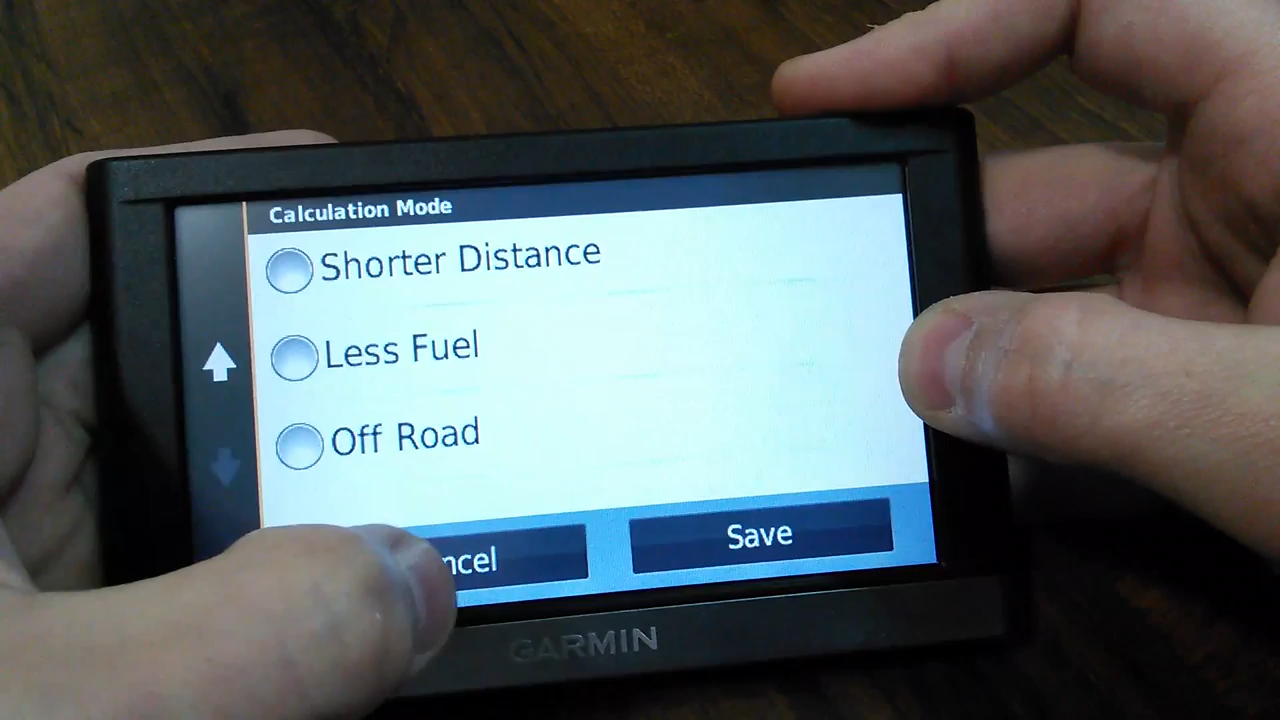 Calculation Mode
Shorter Distance
Less Fuel
Off Road
ncel
Save
GARMIN